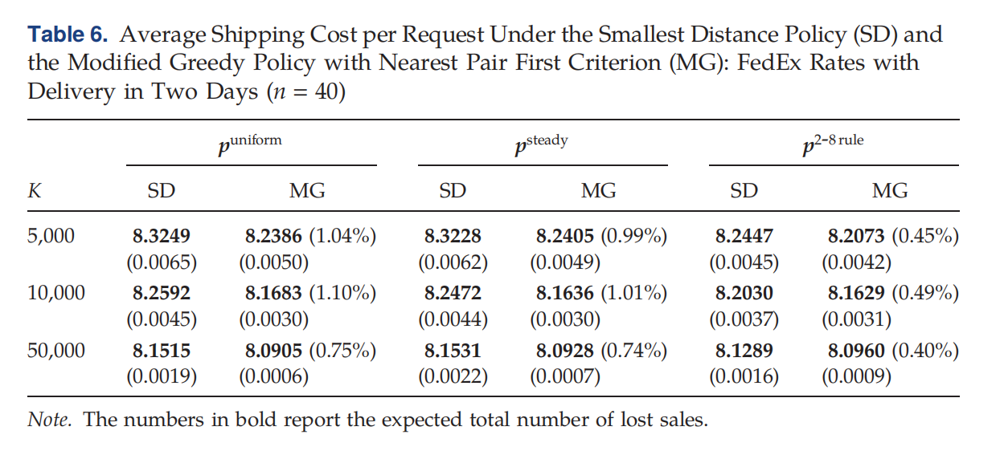 Table 6. Average Shipping Cost per Request Under the Smallest Distance Policy (SD) and
the Modified Greedy Policy with Nearest Pair First Criterion (MG): FedEx Rates with
Delivery in Two Days (n = 40)
p^uniform p^steady p^2-8 rule
K SD MG SD MG SD MG
5,000 8.3249 8.2386 (1.04%) 8.3228 8.2405 (0.99%) 8.2447 8.2073 (0.45%)
(0.0065) (0.0050) (0.0062) (0.0049) (0.0045) (0.0042)
10,000 8.2592 8.1683 (1.10%) 8.2472 8.1636 (1.01%) 8.2030 8.1629 (0.49%)
(0.0045) (0.0030) (0.0044) (0.0030) (0.0037) (0.0031)
50,000 8.1515 8.0905 (0.75%) 8.1531 8.0928 (0.74%) 8.1289 8.0960 (0.40%)
(0.0019) (0.0006) (0.0022) (0.0007) (0.0016) (0.0009)
Note. The numbers in bold report the expected total number of lost sales.